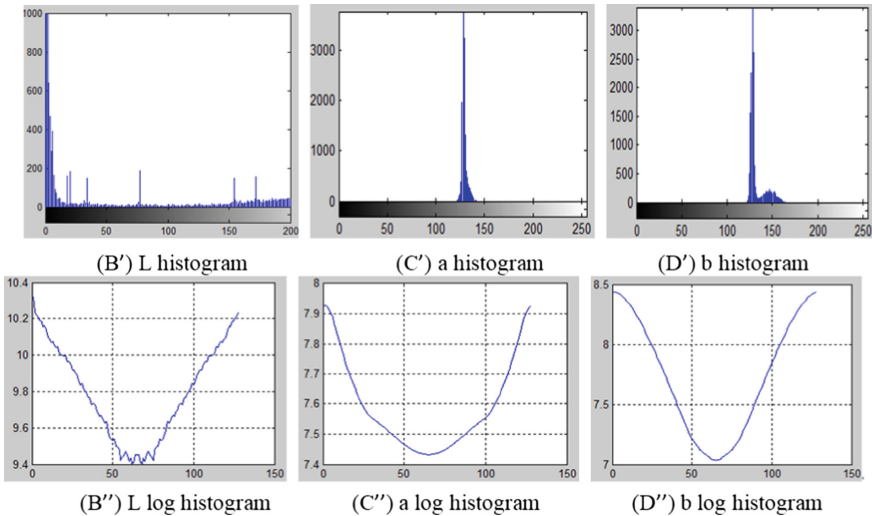 1000
800
600
400
200
0
0 50 100 150 200
3000
2000
1000
0
0 50 100 150 200 250
3000
2500
2000
1500
1000
500
0
0 50 100 150 200 250
(B′) L histogram
(C′) a histogram
(D′) b histogram
10.4
10.2
10
9.8
9.6
9.4
0 50 100 150
8
7.9
7.8
7.7
7.6
7.5
7.4
0 50 100 150
8.5
8
7.5
7
0 50 100 150
(B″) L log histogram
(C″) a log histogram
(D″) b log histogram